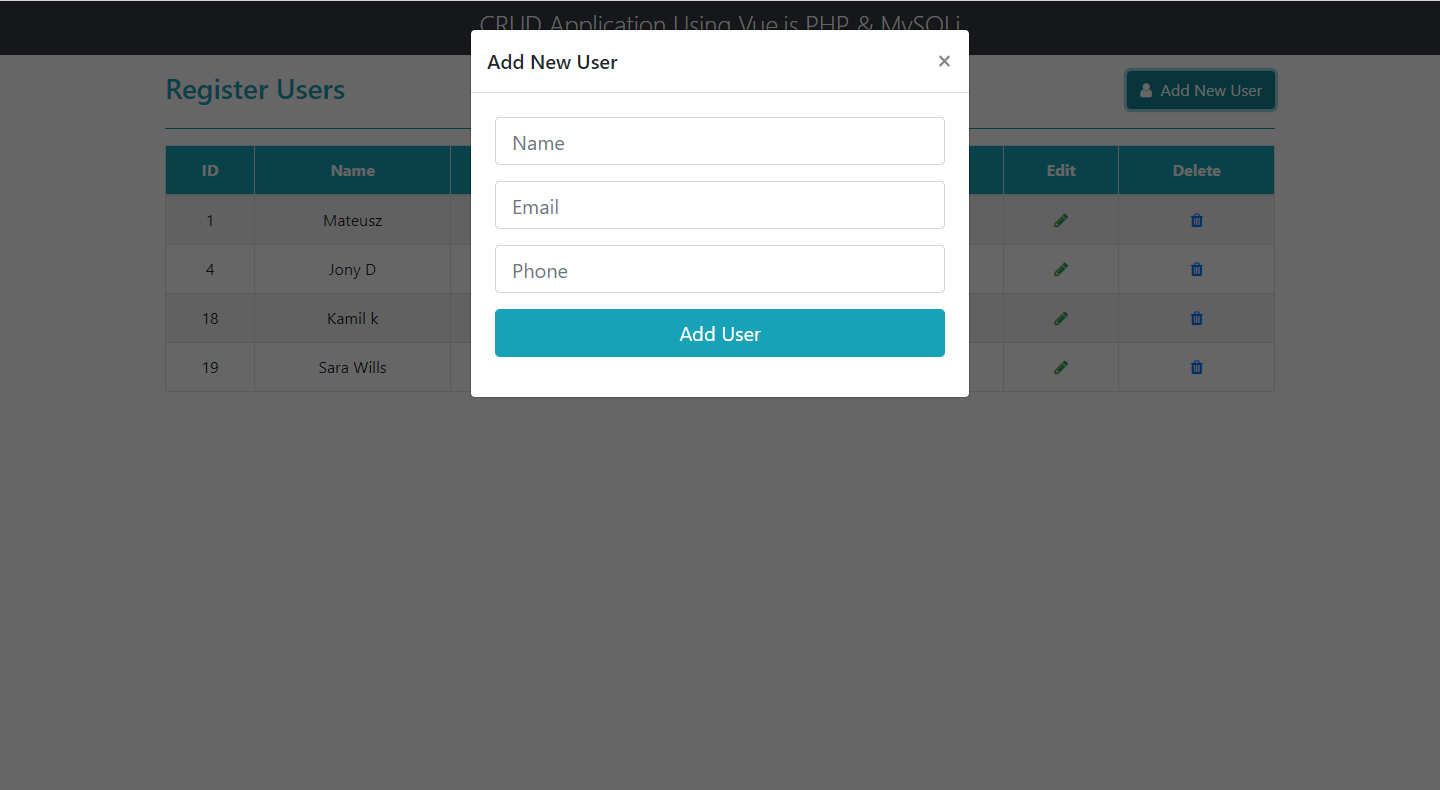 CRUD Application Using Vue.js PHP & MySQLi
Add New User
×
Register Users
Add New User
Name
Email
Phone
Add User
ID Name Edit Delete
1 Mateusz
4 Jony D
18 Kamil k
19 Sara Wills